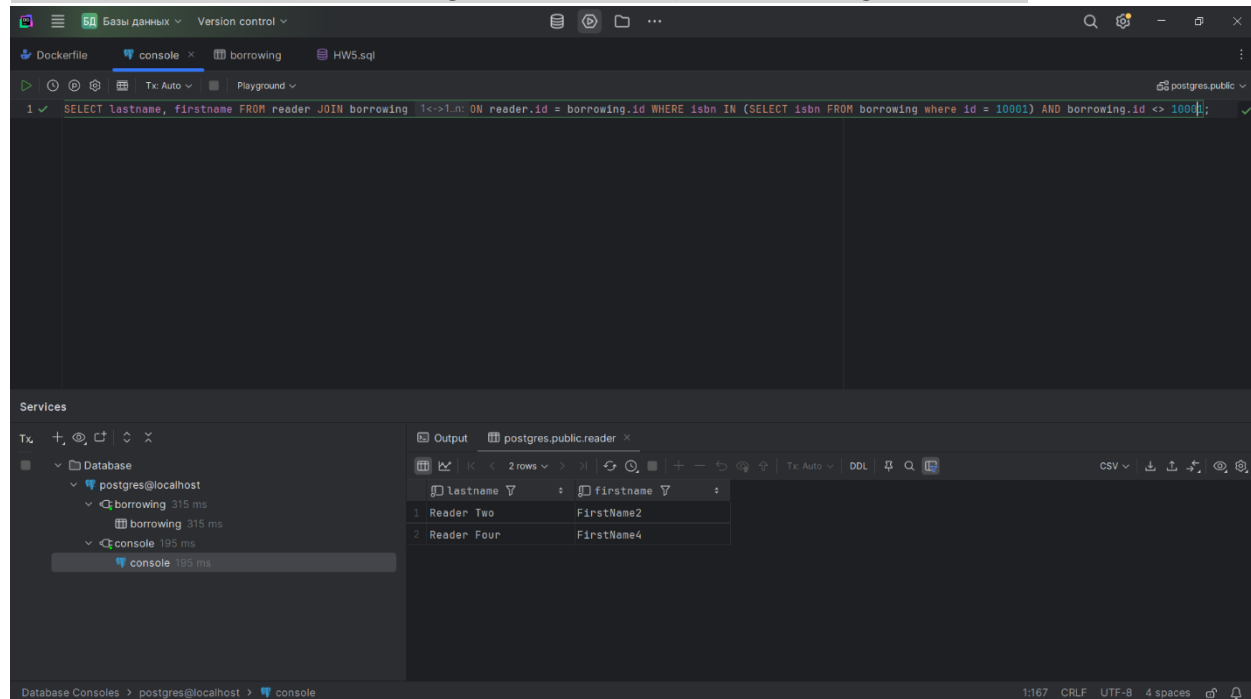 БД Базы данных Version control
Dockerfile console borrowing HW5.sql
Tx: Auto Playground postgres.public
1 SELECT lastname, firstname FROM reader JOIN borrowing 1<->1..n: ON reader.id = borrowing.id WHERE isbn IN (SELECT isbn FROM borrowing where id = 10001) AND borrowing.id <> 10001;
Services
Tx
Output postgres.public.reader
Database
2 rows Tx: Auto DDL CSV
postgres@localhost
lastname firstname
borrowing 315 ms
1 Reader Two FirstName2
borrowing 315 ms
2 Reader Four FirstName4
console 195 ms
console 195 ms
Database Consoles > postgres@localhost > console 1:167 CRLF UTF-8 4 spaces